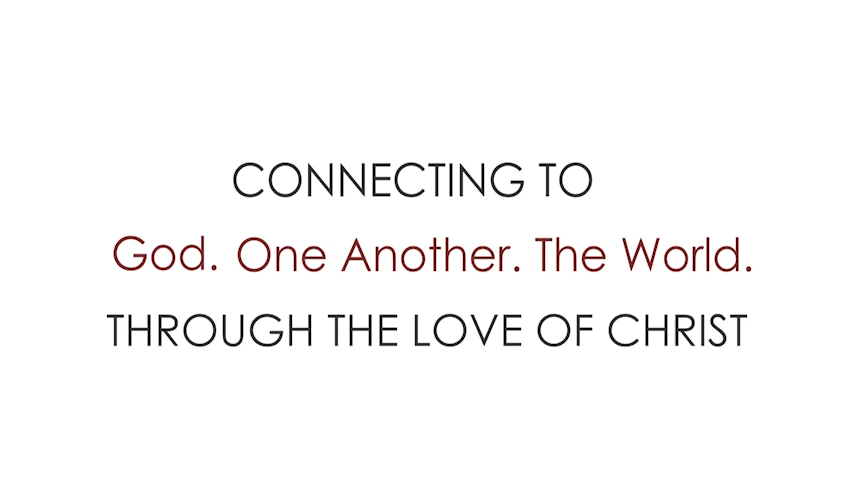 CONNECTING TO
God. One Another. The World.
THROUGH THE LOVE OF CHRIST